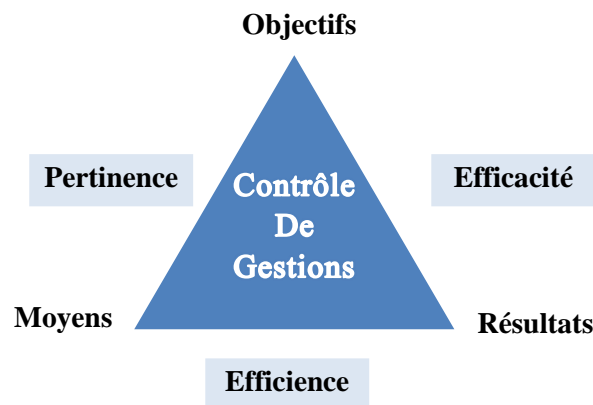 Objectifs
Pertinence
Efficacité
Contrôle
De
Gestions
Moyens
Résultats
Efficience